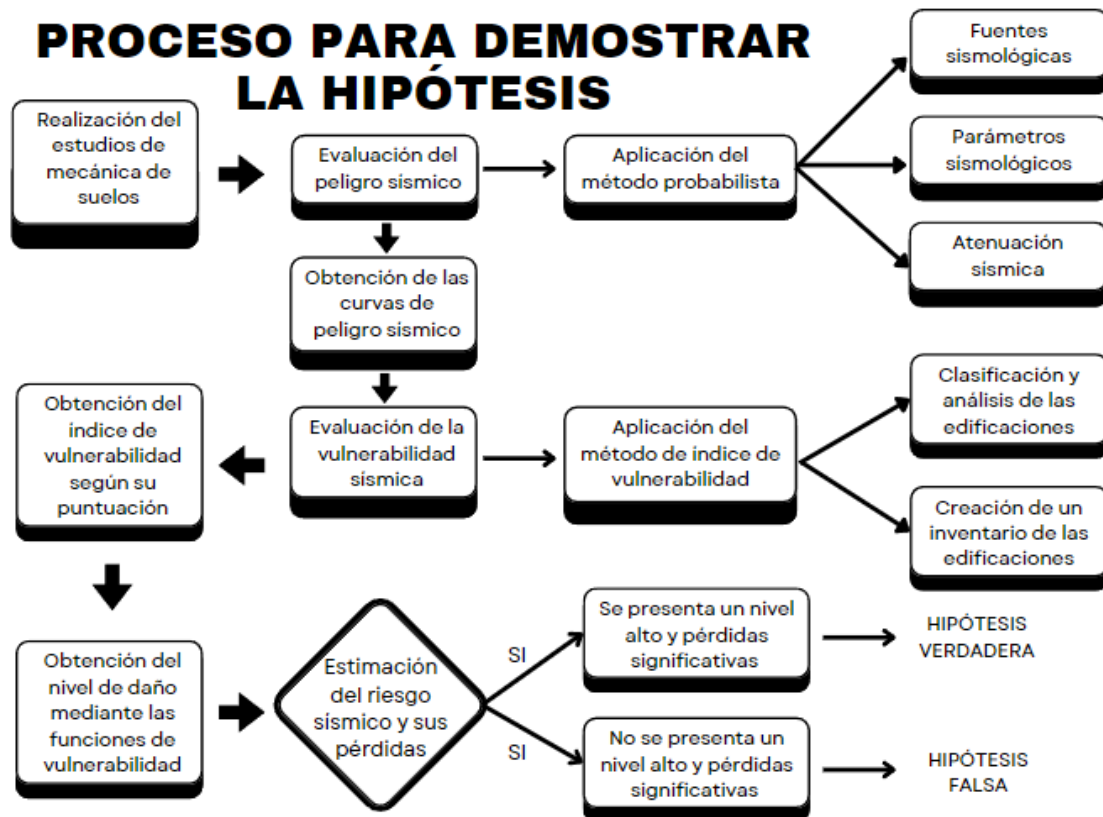 PROCESO PARA DEMOSTRAR
LA HIPÓTESIS
Realización del
estudios de
mecánica de
suelos
Evaluación del
peligro sísmico
Aplicación del
método probabilista
Fuentes
sismológicas
Parámetros
sismológicos
Atenuación
sísmica
Obtención de las
curvas de
peligro sísmico
Obtención del
indice de
vulnerabilidad
según su
puntuación
Evaluación de la
vulnerabilidad
sísmica
Aplicación del
método de indice de
vulnerabilidad
Clasificación y
análisis de las
edificaciones
Creación de un
inventario de las
edificaciones
Obtención del
nivel de daño
mediante las
funciones de
vulnerabilidad
Estimación
del riesgo
sísmico y sus
pérdidas
SI
Se presenta un nivel
alto y pérdidas
significativas
HIPÓTESIS
VERDADERA
SI
No se presenta un
nivel alto y pérdidas
significativas
HIPÓTESIS
FALSA